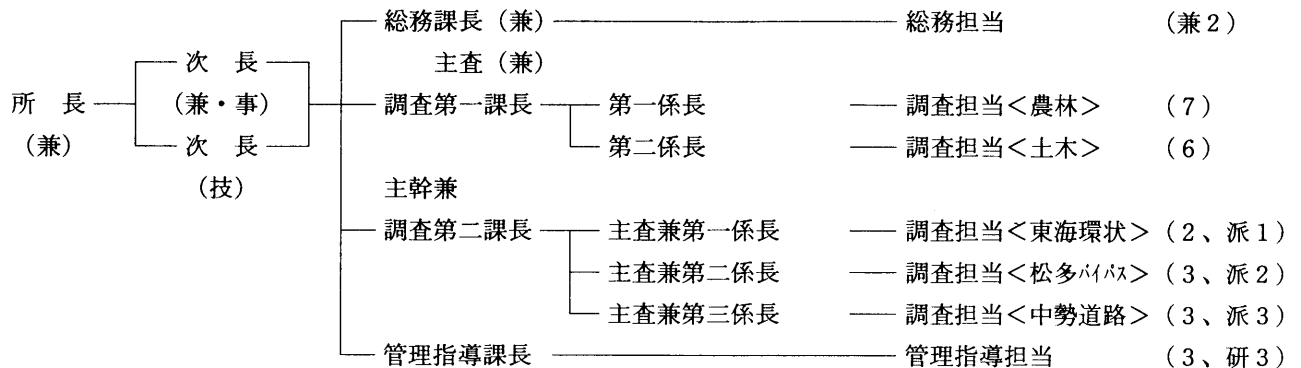 総務課長（兼） 総務担当 （兼2）
次長 主査（兼）
所長 （兼・事） 調査第一課長 第一係長 調査担当＜農林＞ （7）
（兼） 次長 第二係長 調査担当＜土木＞ （6）
（技） 主幹兼
調査第二課長 主査兼第一係長 調査担当＜東海環状＞ （2、派1）
主査兼第二係長 調査担当＜松多ﾊﾞｲﾊﾟｽ＞ （3、派2）
主査兼第三係長 調査担当＜中勢道路＞ （3、派3）
管理指導課長 管理指導担当 （3、研3）